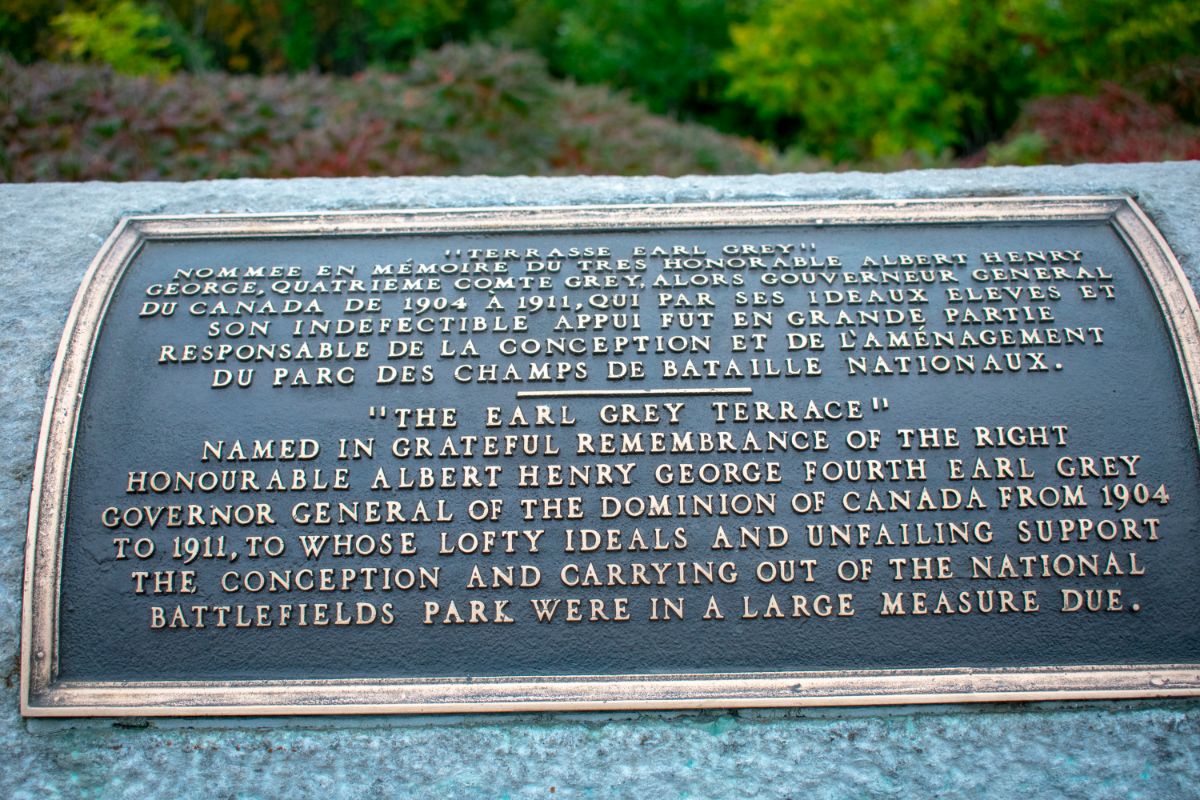 "TERRASSE EARL GREY"
NOMMEE EN MÉMOIRE DU TRES HONORABLE ALBERT HENRY
GEORGE, QUATRIEME COMTE GREY, ALORS GOUVERNEUR GENERAL
DU CANADA DE 1904 A 1911, QUI PAR SES IDEAUX ELEVES ET
SON INDEFECTIBLE APPUI FUT EN GRANDE PARTIE
RESPONSABLE DE LA CONCEPTION ET DE L'AMÉNAGEMENT
DU PARC DES CHAMPS DE BATAILLE NATIONAUX.
"THE EARL GREY TERRACE"
NAMED IN GRATEFUL REMEMBRANCE OF THE RIGHT
HONOURABLE ALBERT HENRY GEORGE FOURTH EARL GREY
GOVERNOR GENERAL OF THE DOMINION OF CANADA FROM 1904
TO 1911, TO WHOSE LOFTY IDEALS AND UNFAILING SUPPORT
THE CONCEPTION AND CARRYING OUT OF THE NATIONAL
BATTLEFIELDS PARK WERE IN A LARGE MEASURE DUE.